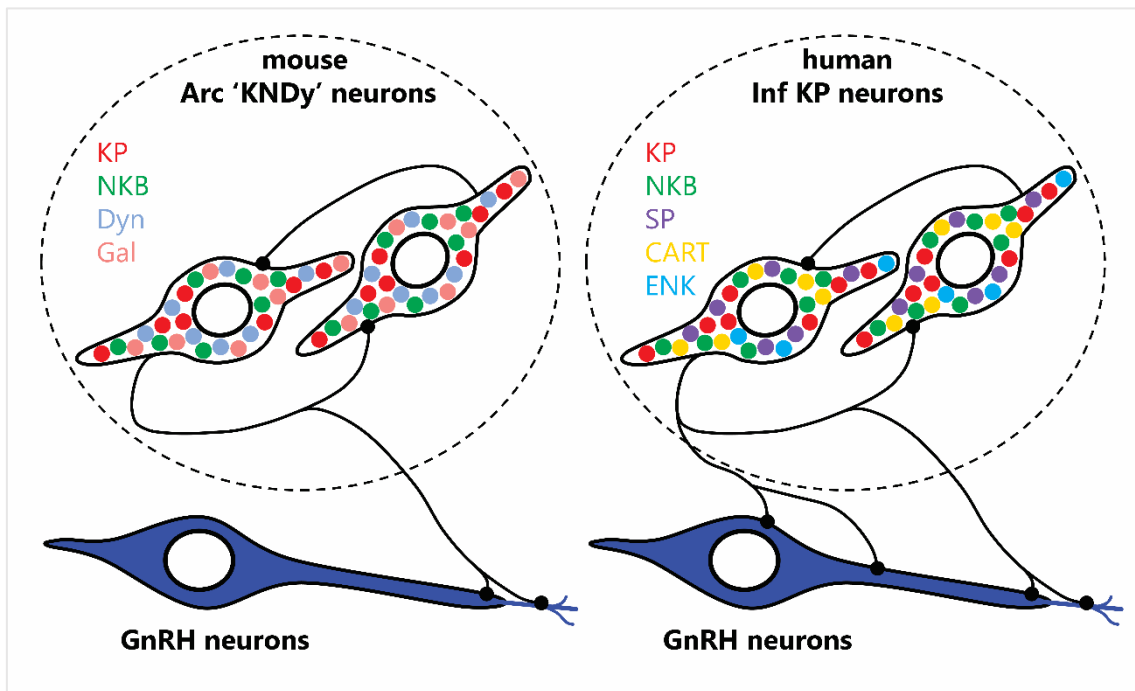 mouse
Arc 'KNDy' neurons
KP
NKB
Dyn
Gal
GnRH neurons
human
Inf KP neurons
KP
NKB
SP
CART
ENK
GnRH neurons